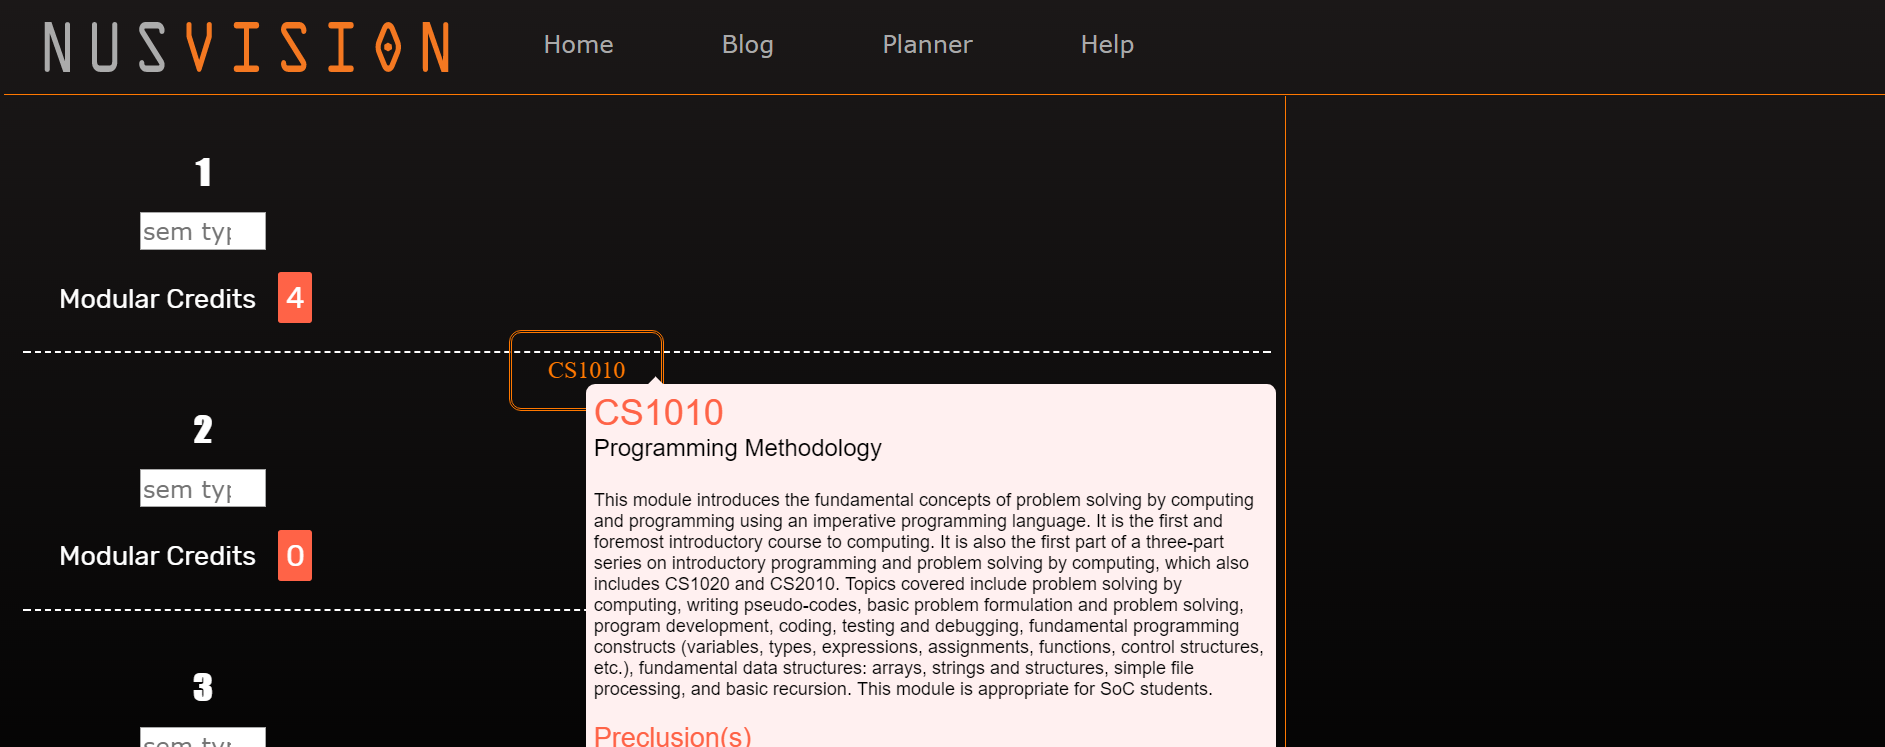 NUSVISION
Home Blog Planner Help
1
sem typ
Modular Credits 4
CS1010
CS1010
Programming Methodology
This module introduces the fundamental concepts of problem solving by computing
and programming using an imperative programming language. It is the first and
foremost introductory course to computing. It is also the first part of a three-part
series on introductory programming and problem solving by computing, which also
includes CS1020 and CS2010. Topics covered include problem solving by
computing, writing pseudo-codes, basic problem formulation and problem solving,
program development, coding, testing and debugging, fundamental programming
constructs (variables, types, expressions, assignments, functions, control structures,
etc.), fundamental data structures: arrays, strings and structures, simple file
processing, and basic recursion. This module is appropriate for SoC students.
Preclusion(s)
2
sem typ
Modular Credits 0
3
sem typ